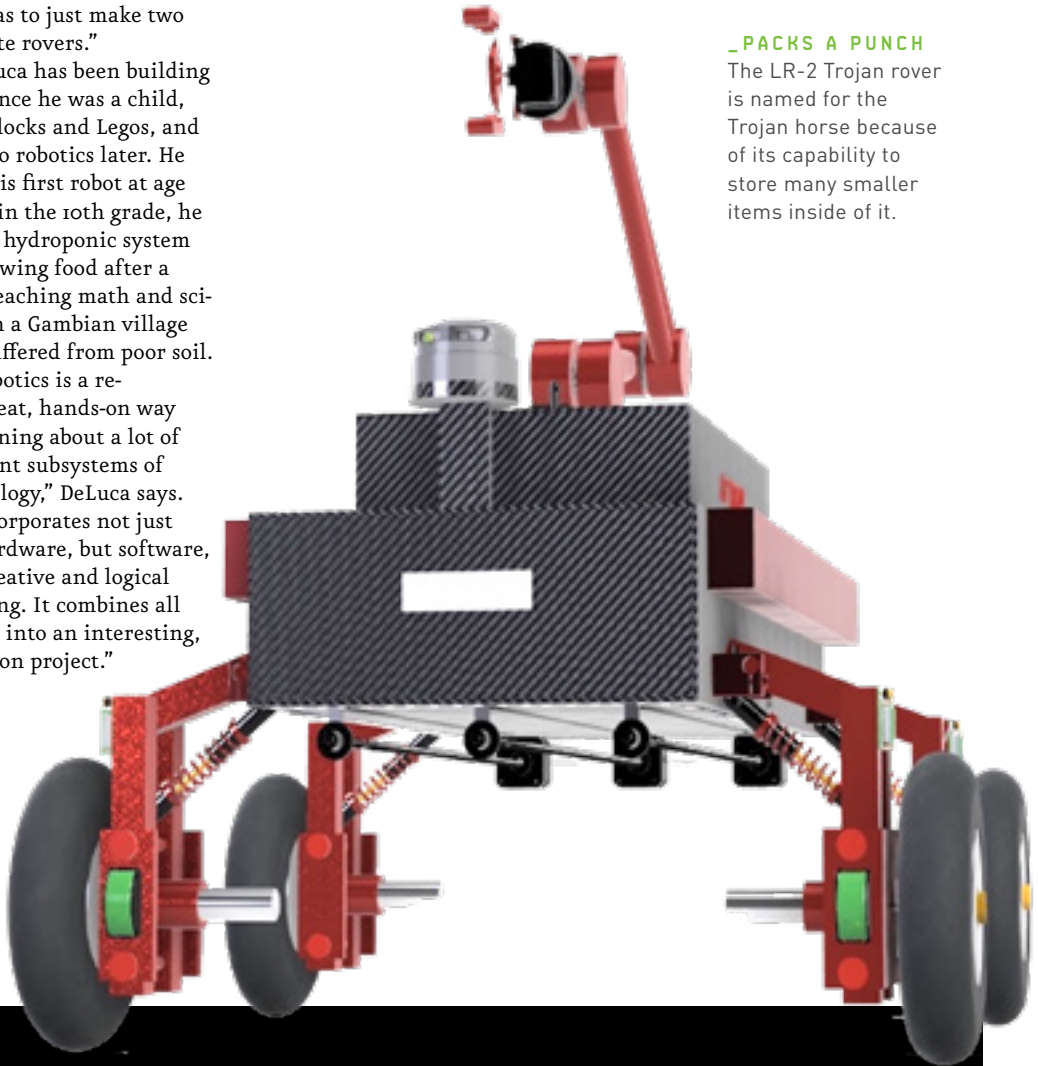 as to just make two
te rovers.”
uca has been building
nce he was a child,
locks and Legos, and
o robotics later. He
is first robot at age
in the 10th grade, he
hydroponic system
wing food after a
eaching math and sci-
n a Gambian village
ffered from poor soil.
botics is a re-
eat, hands-on way
ning about a lot of
nt subsystems of
logy,” DeLuca says.
orporates not just
rdware, but software,
eative and logical
ng. It combines all
into an interesting,
on project.”
_PACKS A PUNCH
The LR-2 Trojan rover
is named for the
Trojan horse because
of its capability to
store many smaller
items inside of it.